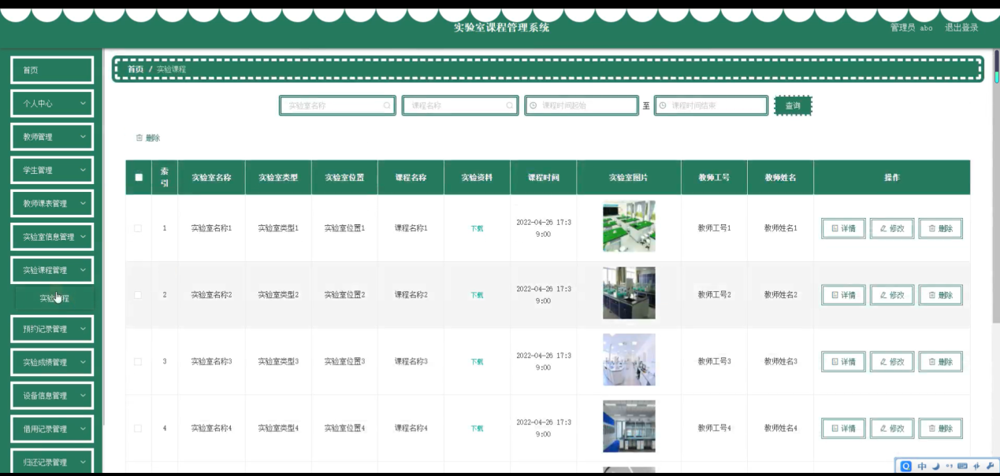 实验室课程管理系统
管理员 abo
退出登录
首页
个人中心
教师管理
学生管理
教师课表管理
实验室信息管理
实验课程管理
预约记录管理
实验成绩管理
设备信息管理
借用记录管理
归还记录管理
首页 / 实验课程
实验室名称
课程名称
课程时间起始
至
课程时间结束
查询
删除
索引 实验室名称 实验室类型 实验室位置 课程名称 实验资料 课程时间 实验室图片 教师工号 教师姓名 操作
1 实验室名称1 实验室类型1 实验室位置1 课程名称1 下载 2022-04-26 17:39:00 教师工号1 教师姓名1 详情 修改 删除
2 实验室名称2 实验室类型2 实验室位置2 课程名称2 下载 2022-04-26 17:39:00 教师工号2 教师姓名2 详情 修改 删除
3 实验室名称3 实验室类型3 实验室位置3 课程名称3 下载 2022-04-26 17:39:00 教师工号3 教师姓名3 详情 修改 删除
4 实验室名称4 实验室类型4 实验室位置4 课程名称4 下载 2022-04-26 17:39:00 教师工号4 教师姓名4 详情 修改 删除
中